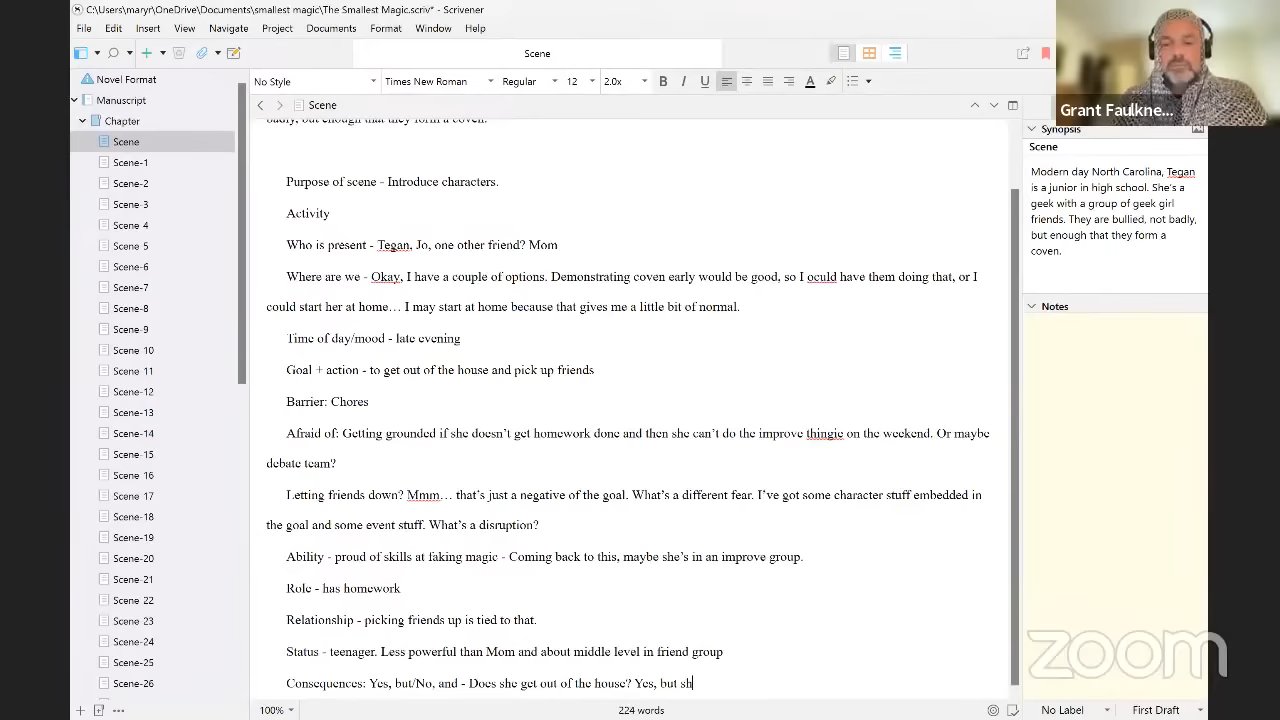 C:\Users\maryr\OneDrive\Documents\smallest magic\The Smallest Magic.scriv* - Scrivener
File Edit Insert View Navigate Project Documents Format Window Help
Scene
No Style Times New Roman Regular 12 2.0x B I U A
Novel Format
Manuscript
Chapter
Scene
Scene-1
Scene-2
Scene-3
Scene 4
Scene 5
Scene-6
Scene-7
Scene-8
Scene-9
Scene 10
Scene 11
Scene-12
Scene-13
Scene-14
Scene-15
Scene 16
Scene 17
Scene-18
Scene-19
Scene-20
Scene-21
Scene 22
Scene 23
Scene-24
Scene-25
Scene-26
Scene
badly, but enough that they form a coven.
Purpose of scene - Introduce characters.
Activity
Who is present - Tegan, Jo, one other friend? Mom
Where are we - Okay, I have a couple of options. Demonstrating coven early would be good, so I oculd have them doing that, or I
could start her at home… I may start at home because that gives me a little bit of normal.
Time of day/mood - late evening
Goal + action - to get out of the house and pick up friends
Barrier: Chores
Afraid of: Getting grounded if she doesn't get homework done and then she can't do the improve thingie on the weekend. Or maybe
debate team?
Letting friends down? Mmm… that's just a negative of the goal. What's a different fear. I've got some character stuff embedded in
the goal and some event stuff. What's a disruption?
Ability - proud of skills at faking magic - Coming back to this, maybe she's in an improve group.
Role - has homework
Relationship - picking friends up is tied to that.
Status - teenager. Less powerful than Mom and about middle level in friend group
Consequences: Yes, but/No, and - Does she get out of the house? Yes, but sh
100% 224 words
Grant Faulkne...
Synopsis
Scene
Modern day North Carolina, Tegan
is a junior in high school. She's a
geek with a group of geek girl
friends. They are bullied, not badly,
but enough that they form a
coven.
Notes
zoom
No Label First Draft